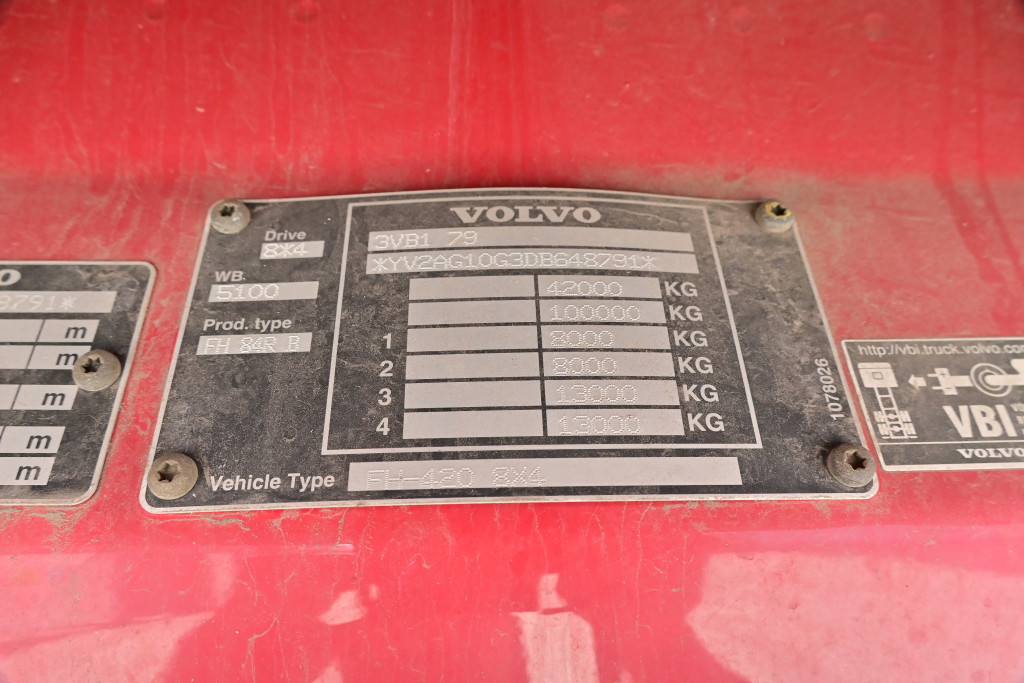 VOLVO
Drive
8X4
3VB1 79
*YV2AG10G3DB648791*
WB.
5100
42000 KG
100000
Prod. type
FH 84R B
1 8000 KG
2 8000 KG
3 13000 KG
4 13000 KG
Vehicle Type FH-420 8X4
1078026
O
8791*
m
m
m
m
m
http://vbi.truck.volvo.com
VBI
VOLVO